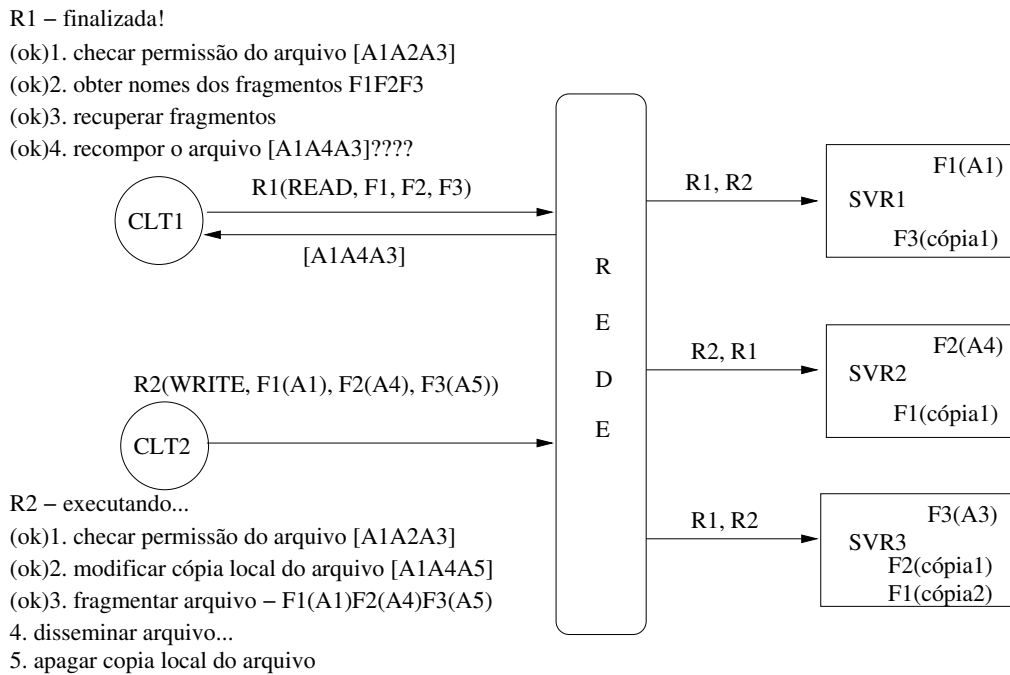 R1 − finalizada!
(ok)1. checar permissão do arquivo [A1A2A3]
(ok)2. obter nomes dos fragmentos F1F2F3
(ok)3. recuperar fragmentos
(ok)4. recompor o arquivo [A1A4A3]????
R1(READ, F1, F2, F3)
CLT1
[A1A4A3]
R2(WRITE, F1(A1), F2(A4), F3(A5))
CLT2
R
E
D
E
R1, R2
F1(A1)
SVR1
F3(cópia1)
R2, R1
F2(A4)
SVR2
F1(cópia1)
R1, R2
F3(A3)
SVR3
F2(cópia1)
F1(cópia2)
R2 − executando...
(ok)1. checar permissão do arquivo [A1A2A3]
(ok)2. modificar cópia local do arquivo [A1A4A5]
(ok)3. fragmentar arquivo − F1(A1)F2(A4)F3(A5)
4. disseminar arquivo...
5. apagar copia local do arquivo